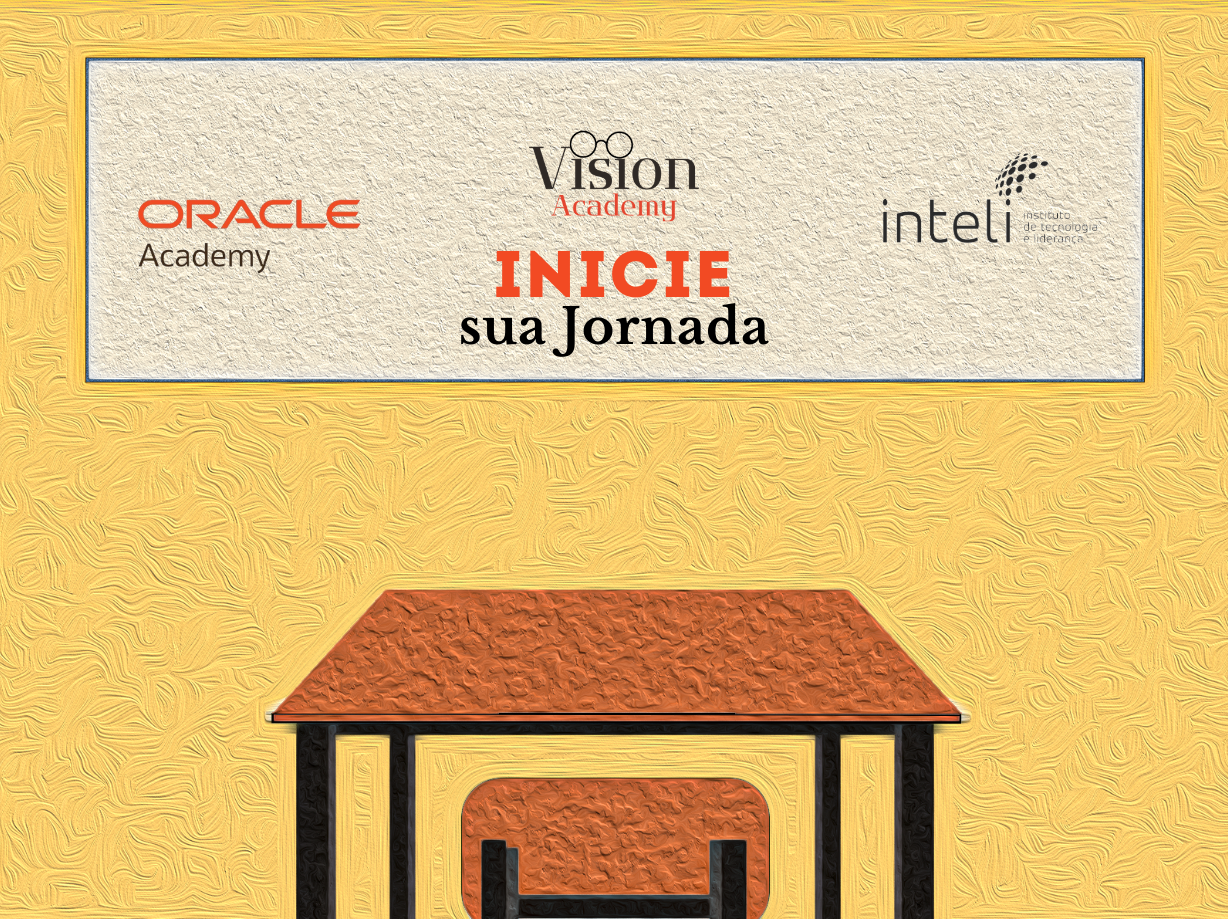 ORACLE
Academy
Vision
Academy
INICIE
sua Jornada
inteli
instituto
de tecnologia
e liderança